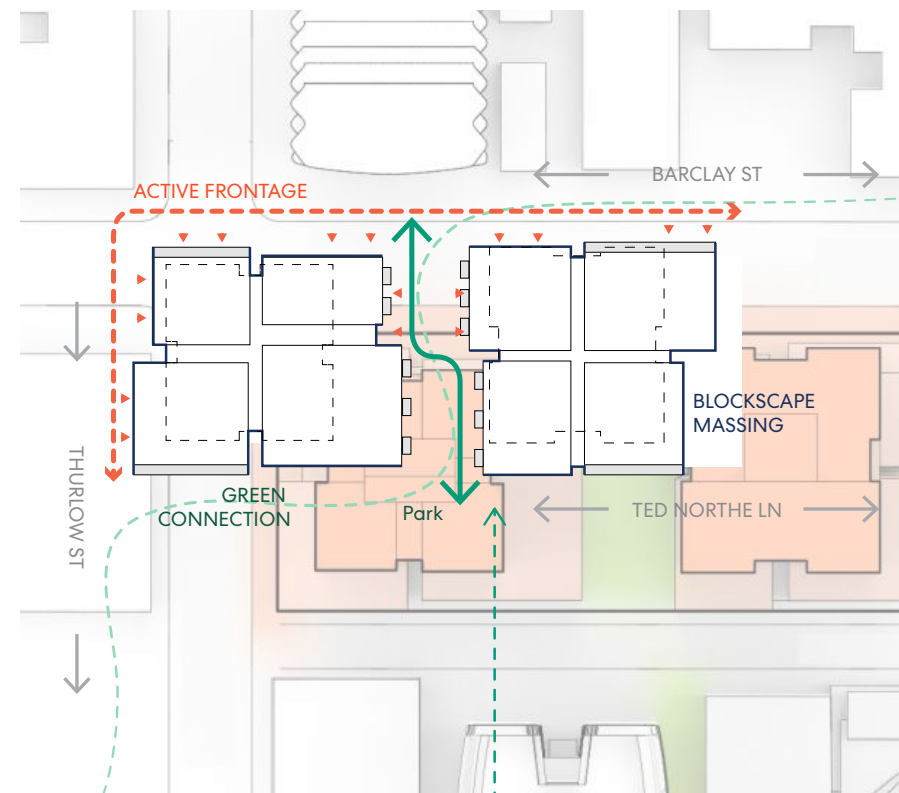 BARCLAY ST
ACTIVE FRONTAGE
BLOCKSCAPE
MASSING
THURLOW ST
GREEN
CONNECTION
Park
TED NORTHE LN